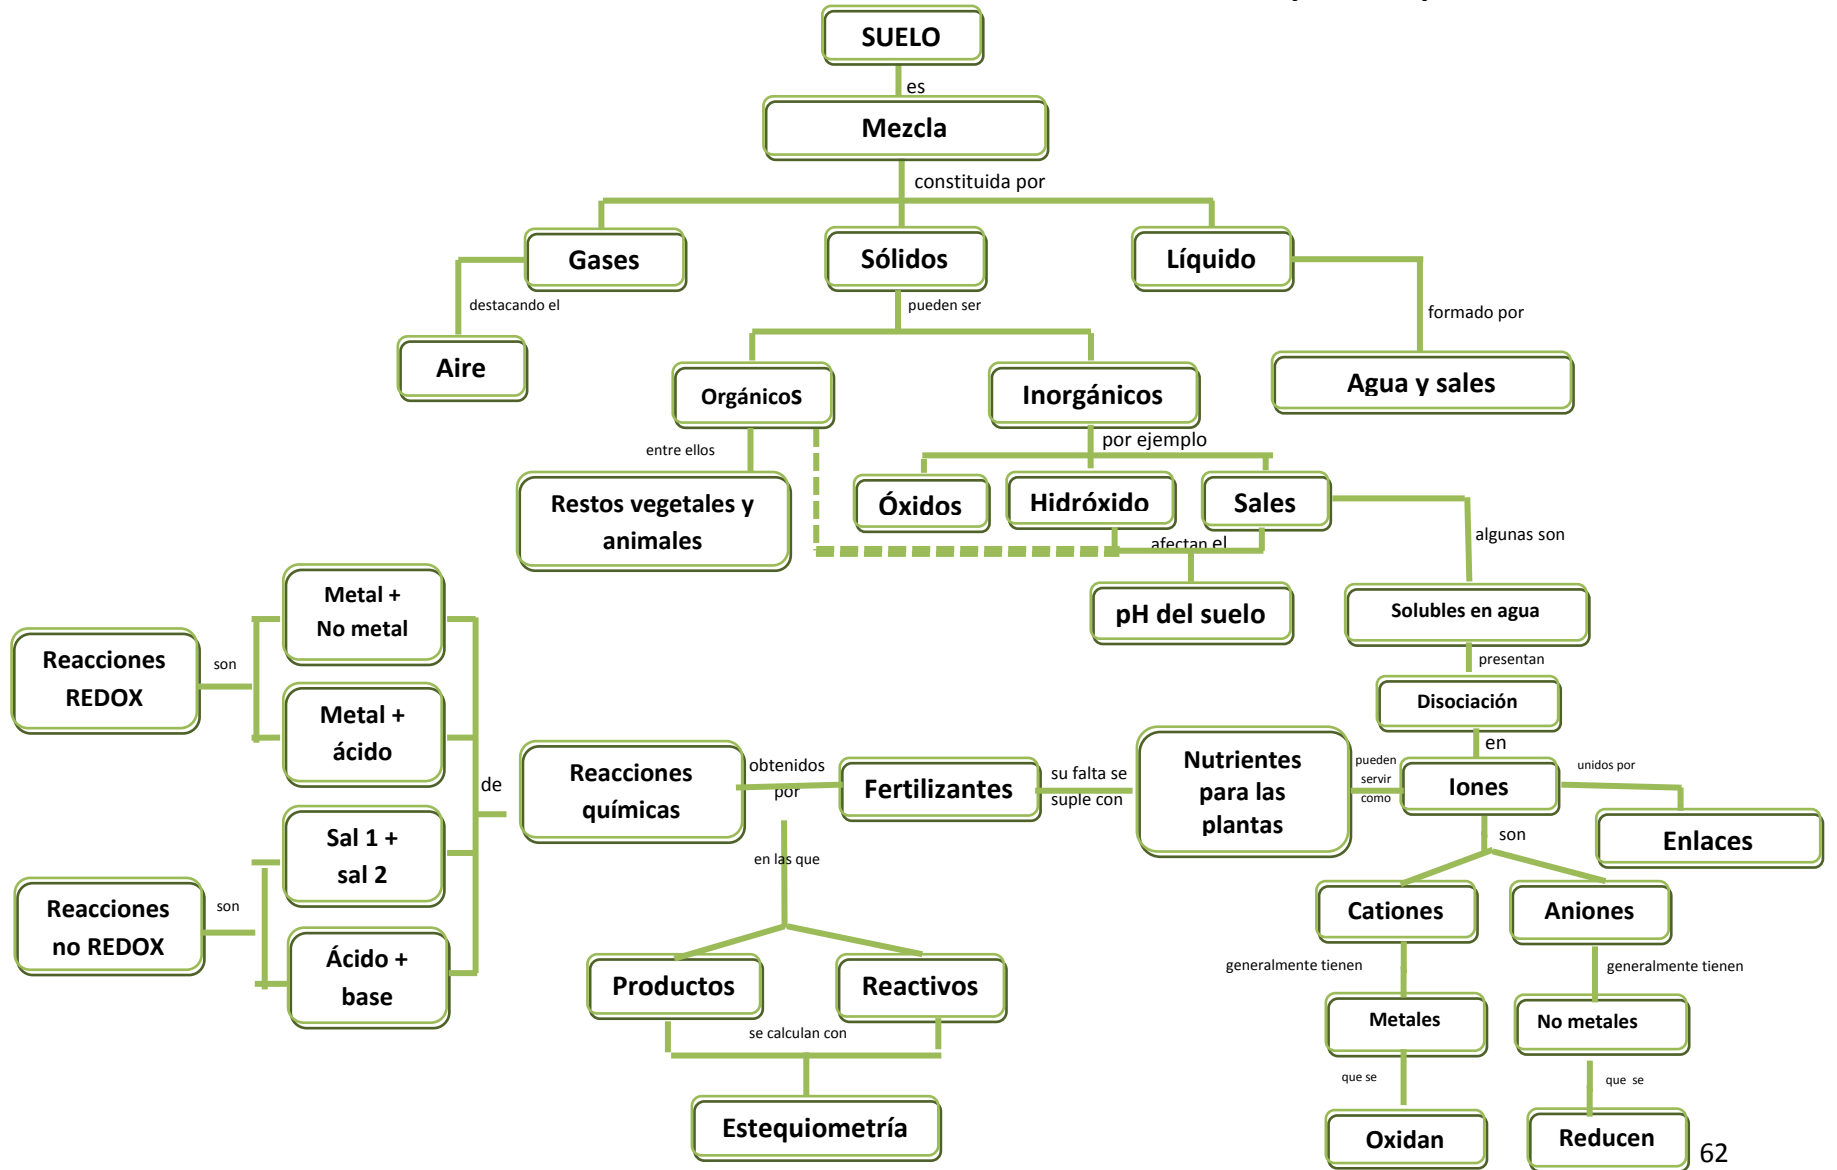 SUELO
es
Mezcla
constituida por
Gases
Sólidos
Líquido
destacando el
pueden ser
formado por
Aire
Orgánicos
Inorgánicos
Agua y sales
entre ellos
por ejemplo
Restos vegetales y
animales
Óxidos
Hidróxido
Sales
afectan el
algunas son
pH del suelo
Solubles en agua
presentan
Disociación
en
Metal +
No metal
Reacciones
REDOX
son
Metal +
ácido
de
Reacciones
químicas
obtenidos
por
Fertilizantes
su falta se
suple con
Nutrientes
para las
plantas
pueden
servir
como
Iones
unidos por
Enlaces
Sal 1 +
sal 2
Reacciones
no REDOX
son
Ácido +
base
en las que
son
Cationes
Aniones
Productos
Reactivos
generalmente tienen
generalmente tienen
se calculan con
Metales
No metales
que se
que se
Estequiometría
Oxidan
Reducen
62